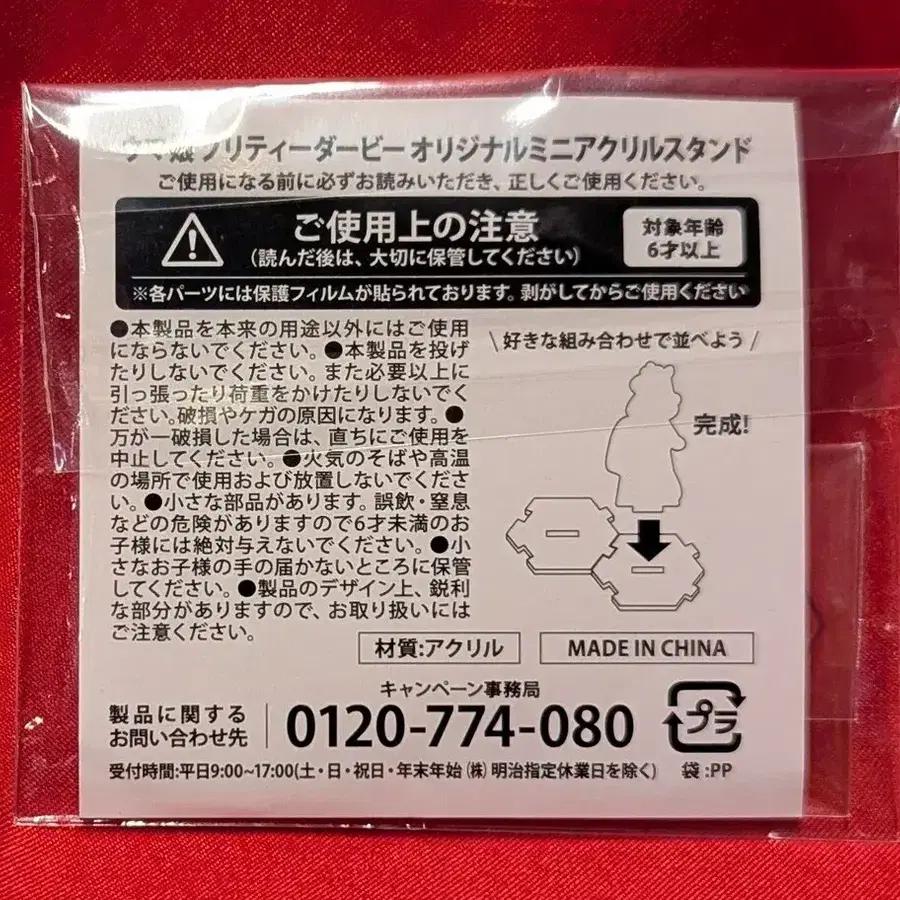 ウマ娘 プリティーダービー オリジナルミニアクリルスタンド
ご使用になる前に必ずお読みいただき、正しくご使用ください。
ご使用上の注意
(読んだ後は、大切に保管してください)
対象年齢
6才以上
※各パーツには保護フィルムが貼られております。剥がしてからご使用ください
●本製品を本来の用途以外にはご使用
にならないでください。●本製品を投げ
たりしないでください。また必要以上に
引っ張ったり荷重をかけたりしないでく
ださい。破損やケガの原因になります。●
万が一破損した場合は、直ちにご使用を
中止してください。●火気のそばや高温
の場所で使用および放置しないでくださ
い。●小さな部品があります。誤飲・窒息
などの危険がありますので6才未満のお
子様には絶対与えないでください。●小
さなお子様の手の届かないところに保管
してください。●製品のデザイン上、鋭利
な部分がありますので、お取り扱いには
ご注意ください。
\ 好きな組み合わせで並べよう /
完成!
材質:アクリル
MADE IN CHINA
製品に関する
お問い合わせ先
キャンペーン事務局
0120-774-080
受付時間:平日9:00~17:00(土・日・祝日・年末年始 (株) 明治指定休業日を除く)
プラ
袋:PP